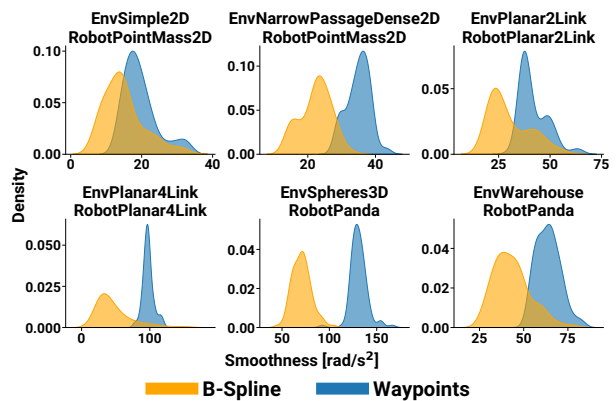 EnvSimple2D
RobotPointMass2D
EnvNarrowPassageDense2D
RobotPointMass2D
EnvPlanar2Link
RobotPlanar2Link
0.10
0.05
0.00
0 20 40
0.10
0.05
0.00
20 40
0.05
0.00
25 50 75
Density
EnvPlanar4Link
RobotPlanar4Link
EnvSpheres3D
RobotPanda
EnvWarehouse
RobotPanda
0.050
0.025
0.000
0 100
0.04
0.02
0.00
50 100 150
0.04
0.02
0.00
25 50 75
Smoothness [rad/s²]
B-Spline Waypoints